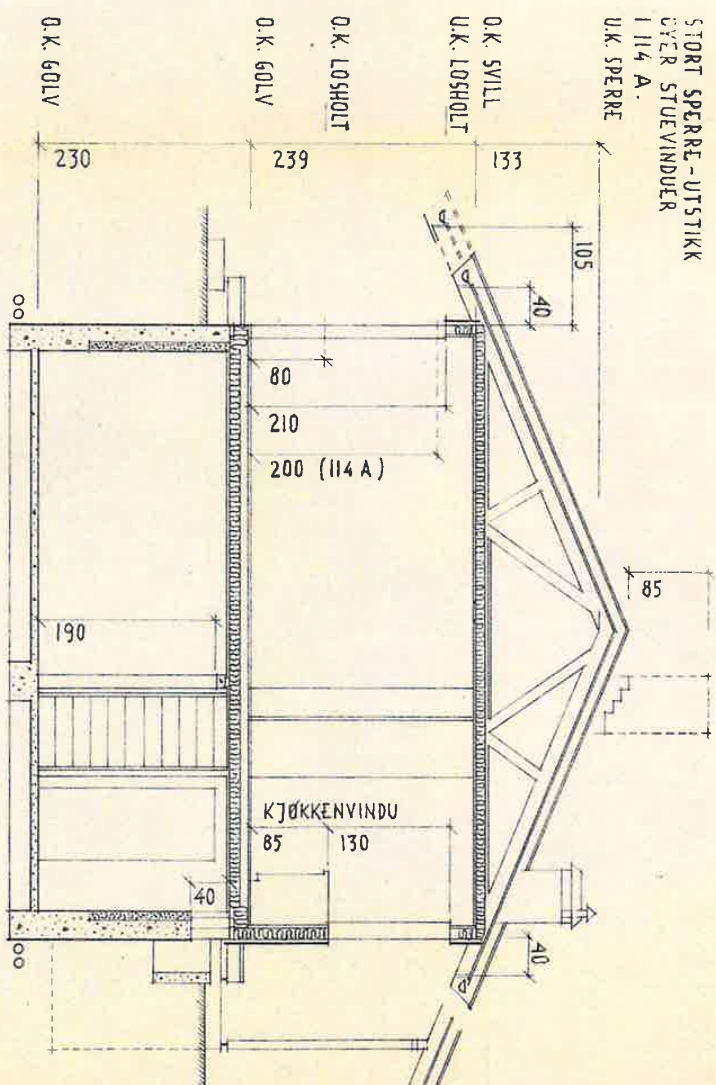 STORT SPERRE-UTSTIKK
OVER STUEVINDUER
I 114 A.
U.K. SPERRE
O.K. SVILL
U.K. LOSHOLT
O.K. LOSHOLT
O.K. GOLV
O.K. GOLV
133
239
230
105
40
85
80
210
200 (114 A)
190
KJØKKENVINDU
85 130
40
40